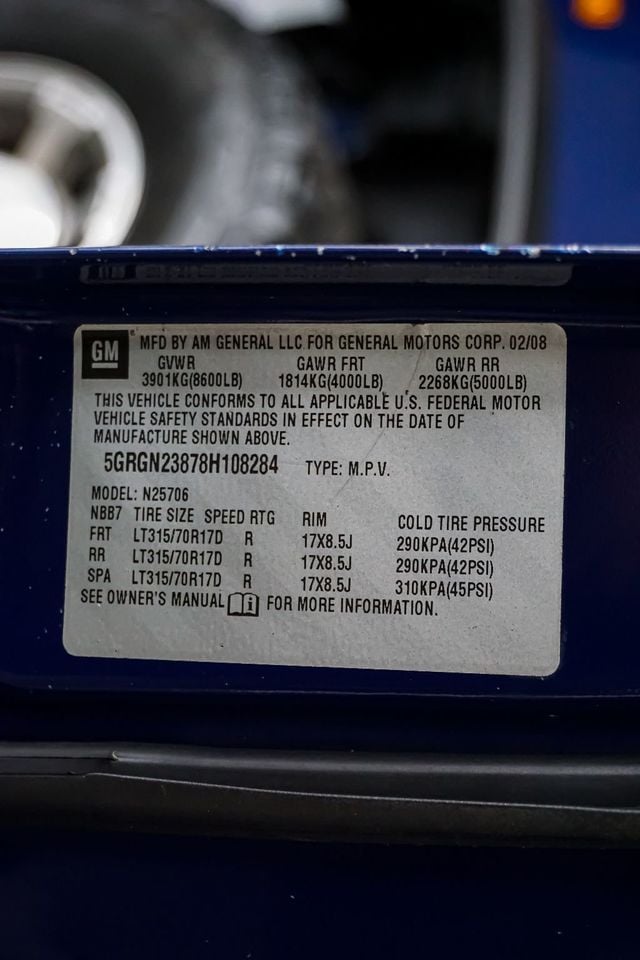 GM ® MFD BY AM GENERAL LLC FOR GENERAL MOTORS CORP. 02/08
GVWR GAWR FRT GAWR RR
3901KG(8600LB) 1814KG(4000LB) 2268KG(5000LB)
THIS VEHICLE CONFORMS TO ALL APPLICABLE U.S. FEDERAL MOTOR
VEHICLE SAFETY STANDARDS IN EFFECT ON THE DATE OF
MANUFACTURE SHOWN ABOVE.
5GRGN23878H108284 TYPE: M.P.V.
MODEL: N25706
NBB7 TIRE SIZE SPEED RTG RIM COLD TIRE PRESSURE
FRT LT315/70R17D R 17X8.5J 290KPA(42PSI)
RR LT315/70R17D R 17X8.5J 290KPA(42PSI)
SPA LT315/70R17D R 17X8.5J 310KPA(45PSI)
SEE OWNER'S MANUAL FOR MORE INFORMATION.